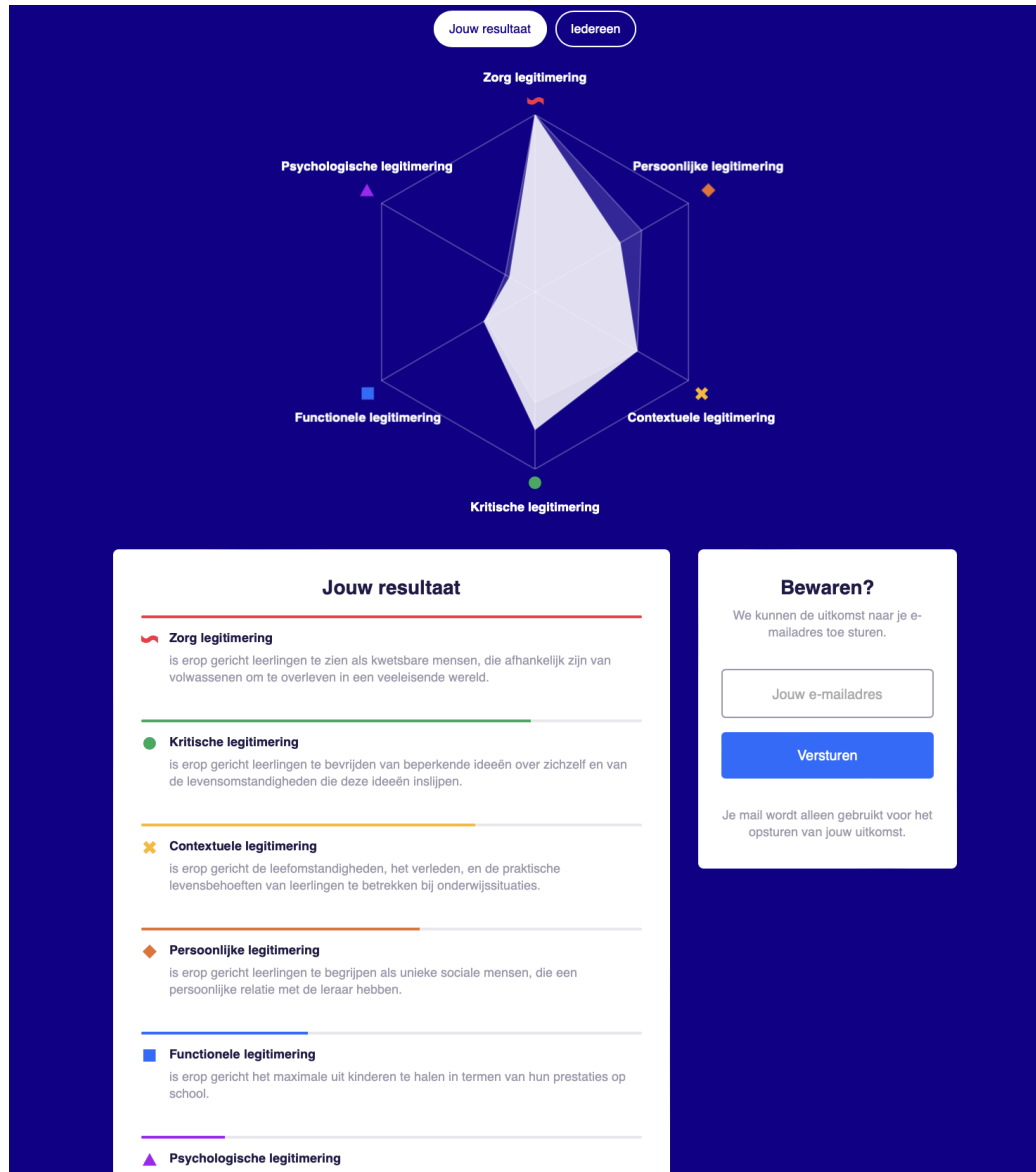 Jouw resultaat
Iedereen
Zorg legitimering
Psychologische legitimering
Persoonlijke legitimering
Functionele legitimering
Contextuele legitimering
Kritische legitimering
Jouw resultaat
Zorg legitimering
is erop gericht leerlingen te zien als kwetsbare mensen, die afhankelijk zijn van
volwassenen om te overleven in een veeleisende wereld.
Kritische legitimering
is erop gericht leerlingen te bevrijden van beperkende ideeën over zichzelf en van
de levensomstandigheden die deze ideeën inslijpen.
Contextuele legitimering
is erop gericht de leefomstandigheden, het verleden, en de praktische
levensbehoeften van leerlingen te betrekken bij onderwijssituaties.
Persoonlijke legitimering
is erop gericht leerlingen te begrijpen als unieke sociale mensen, die een
persoonlijke relatie met de leraar hebben.
Functionele legitimering
is erop gericht het maximale uit kinderen te halen in termen van hun prestaties op
school.
Psychologische legitimering
Bewaren?
We kunnen de uitkomst naar je e-
mailadres toe sturen.
Jouw e-mailadres
Versturen
Je mail wordt alleen gebruikt voor het
opsturen van jouw uitkomst.